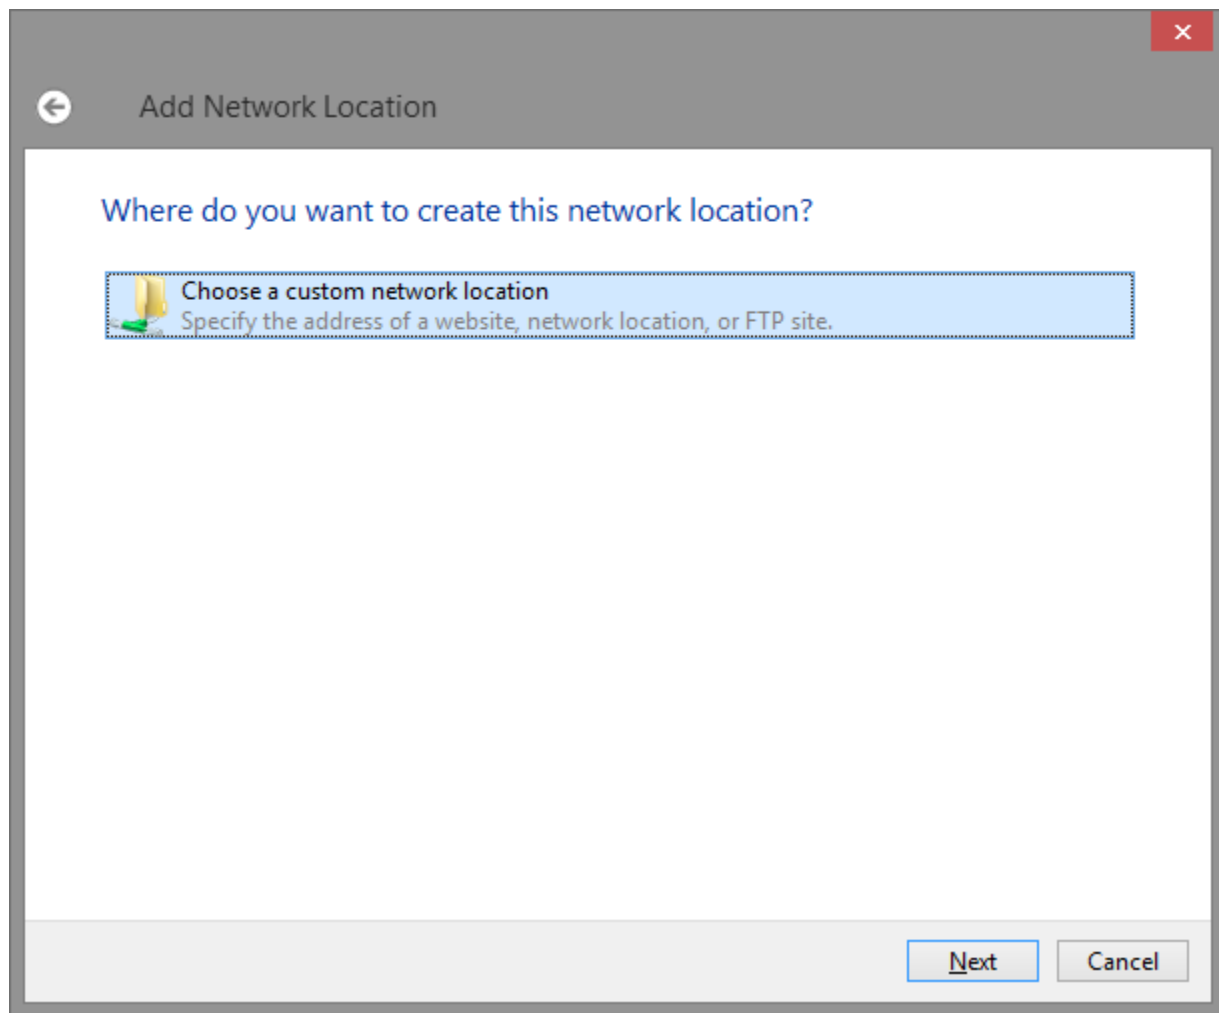 Add Network Location
Where do you want to create this network location?
Choose a custom network location
Specify the address of a website, network location, or FTP site.
Next
Cancel